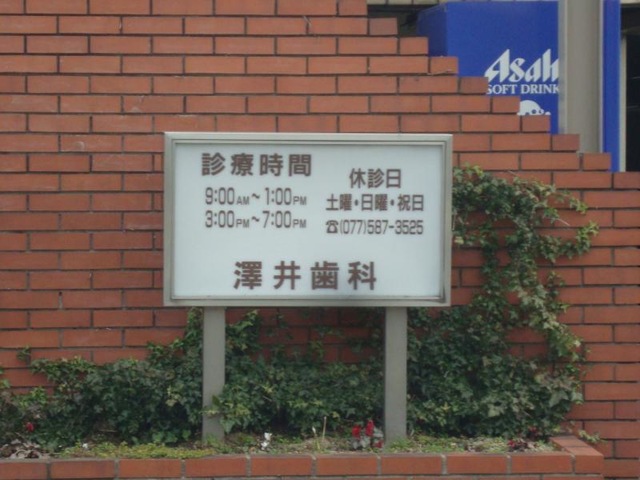 診療時間
9:00AM~1:00PM
3:00PM~7:00PM
休診日
土曜・日曜・祝日
☎(077)587-3525
澤井歯科
Asahi
SOFT DRINK